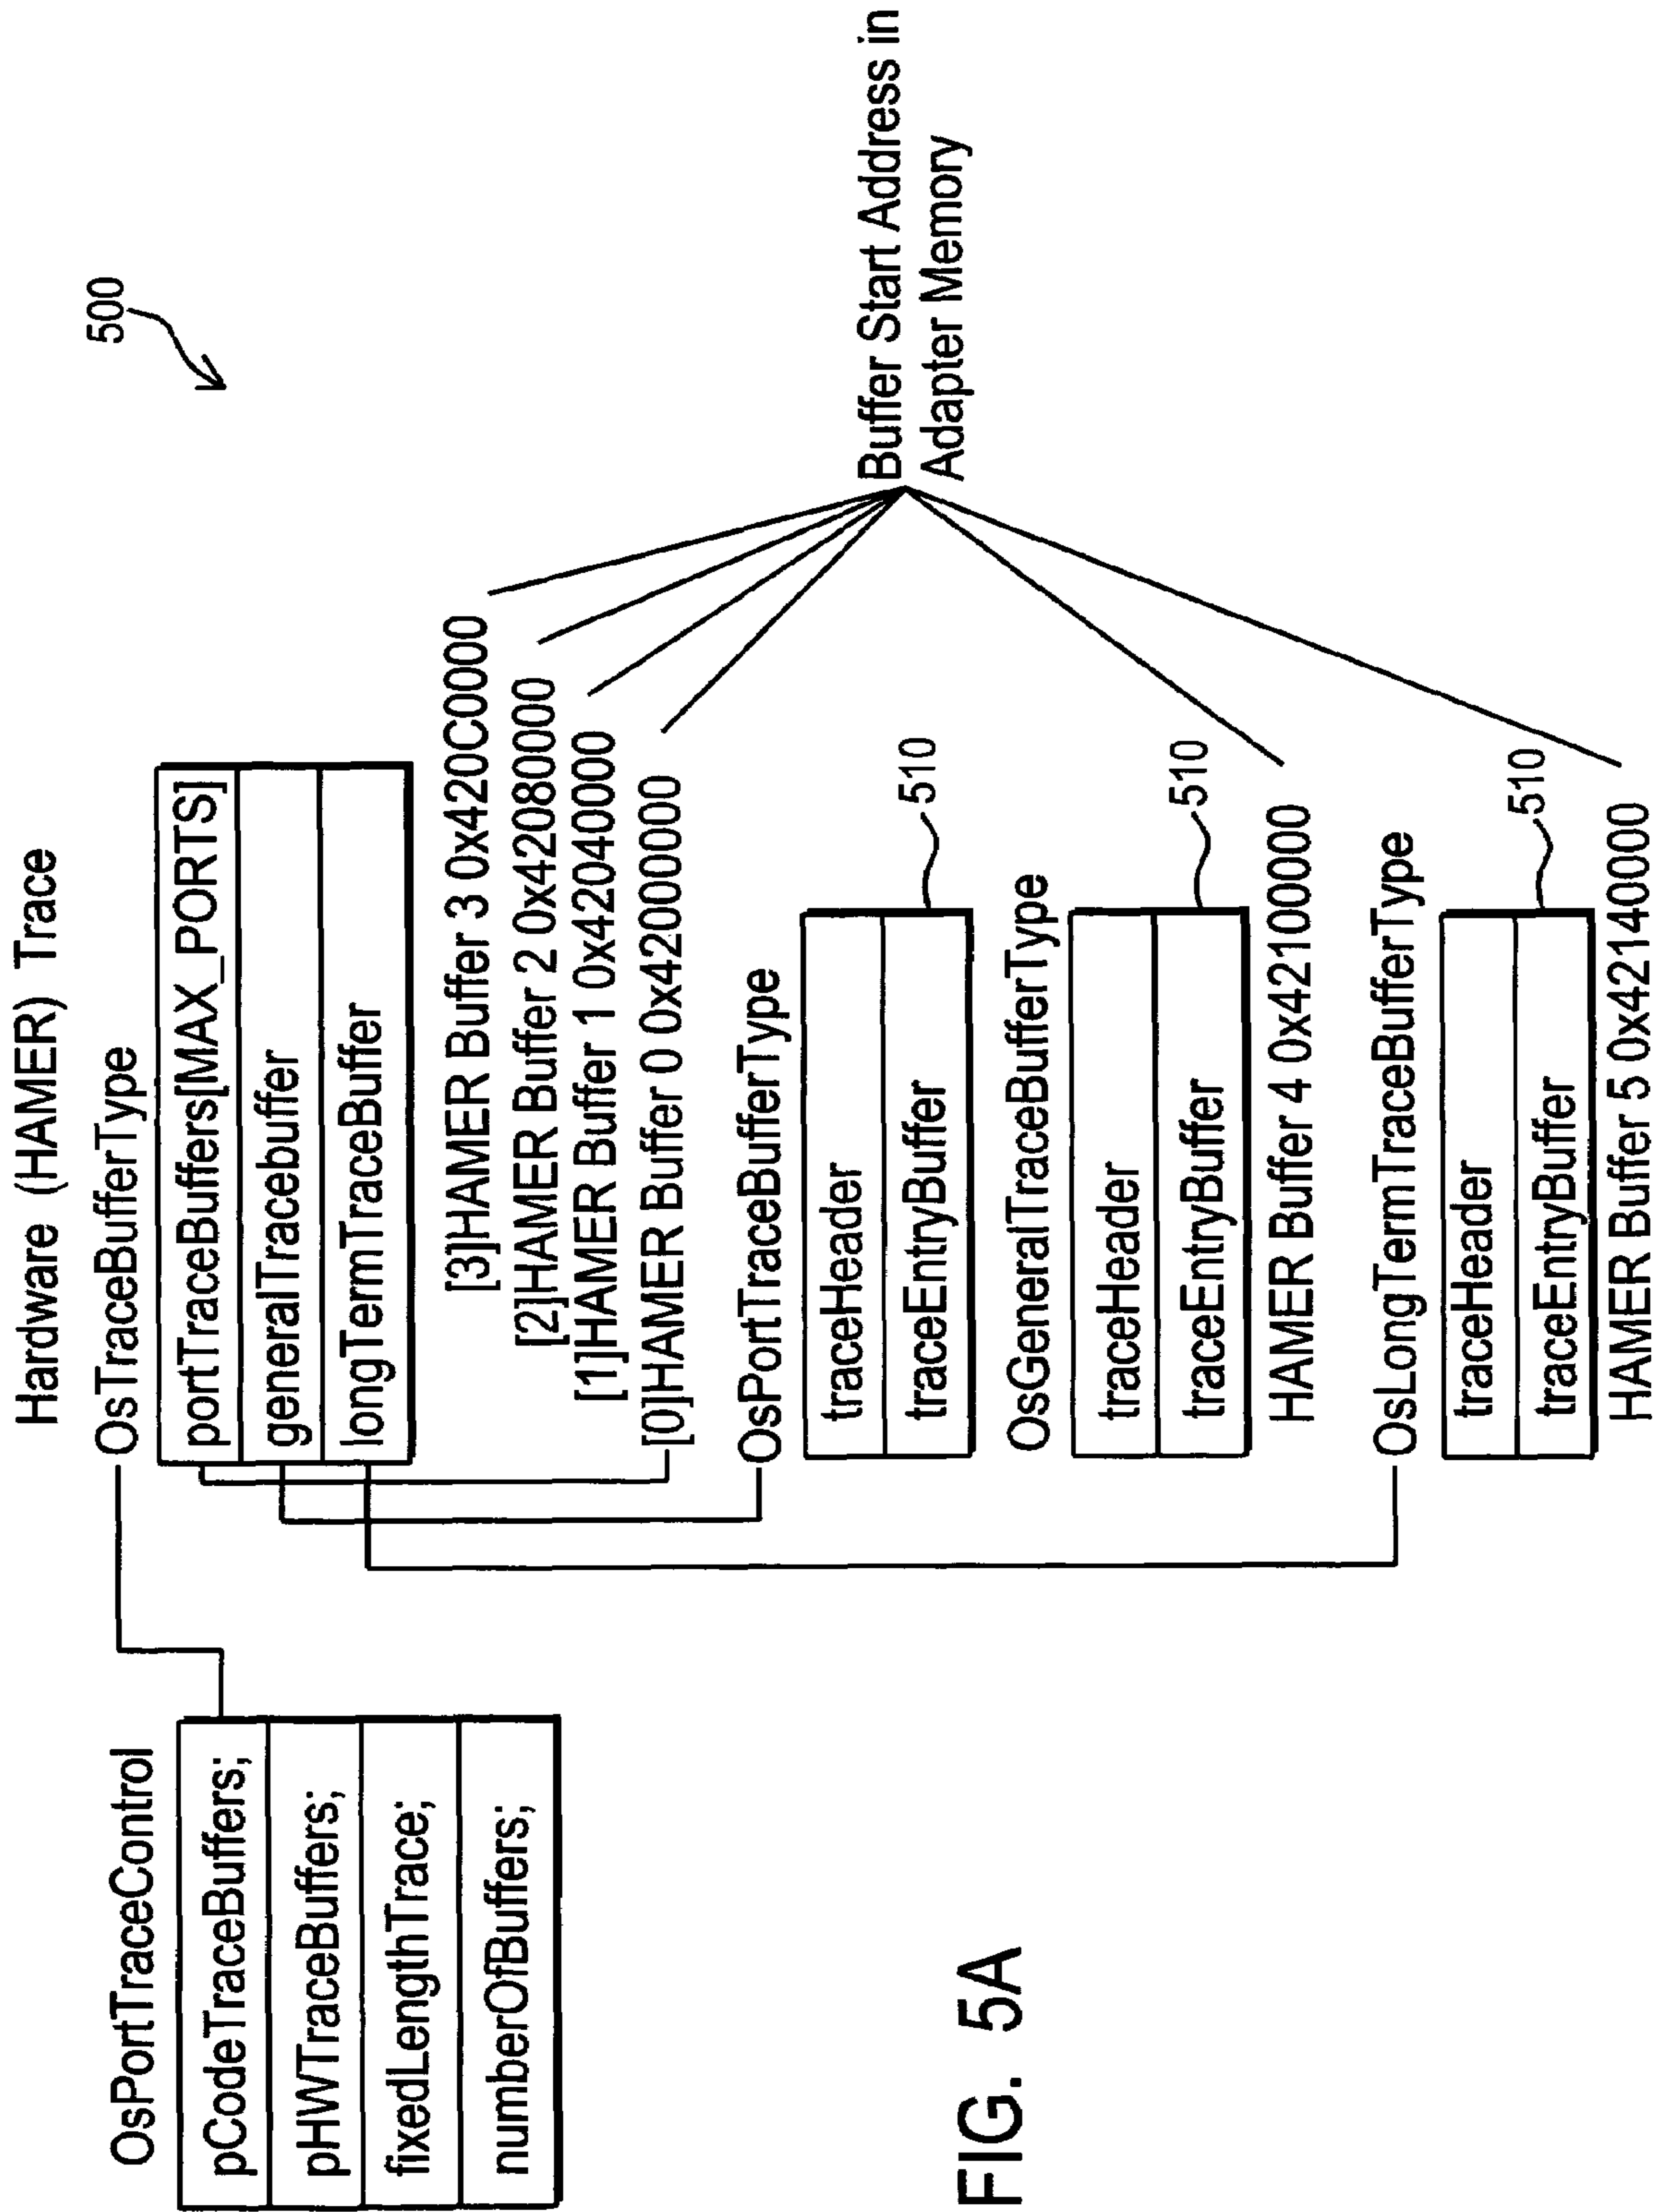 Hardware (HAMER) Trace
500
OsPortTraceControl
pCodeTraceBuffers;
pHWTraceBuffers;
fixedLengthTrace;
numberOfBuffers;
OsTraceBufferType
portTraceBuffers[MAX_PORTS]
generalTracebuffer
longTermTraceBuffer
[3]HAMER Buffer 3 0x420C0000
[2]HAMER Buffer 2 0x42080000
[1]HAMER Buffer 1 0x42040000
[0]HAMER Buffer 0 0x42000000
OsPortTraceBufferType
traceHeader
traceEntryBuffer
510
OsGeneralTraceBufferType
traceHeader
traceEntryBuffer
510
HAMER Buffer 4 0x42100000
OsLongTermTraceBufferType
traceHeader
traceEntryBuffer
510
HAMER Buffer 5 0x42140000
Buffer Start Address in
Adapter Memory
FIG. 5A